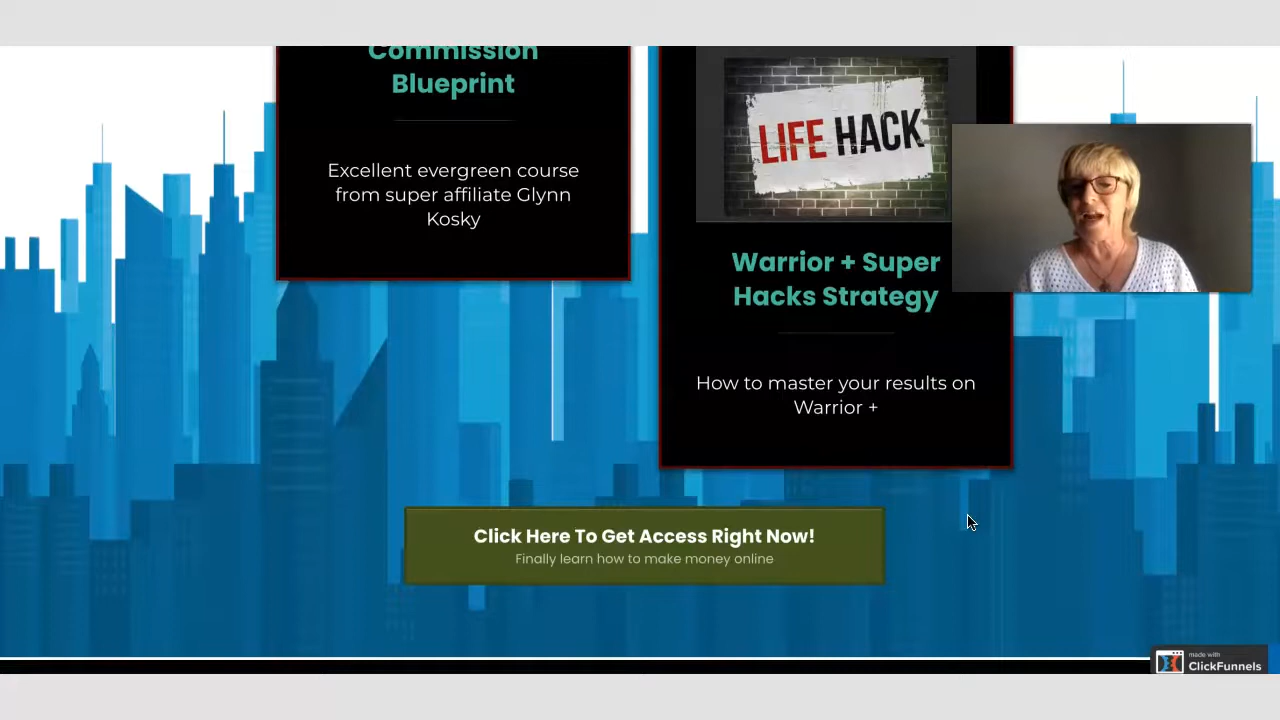 Commission
Blueprint
Excellent evergreen course
from super affiliate Glynn
Kosky
LIFE HACK
Warrior + Super
Hacks Strategy
How to master your results on
Warrior +
Click Here To Get Access Right Now!
Finally learn how to make money online
made with
ClickFunnels